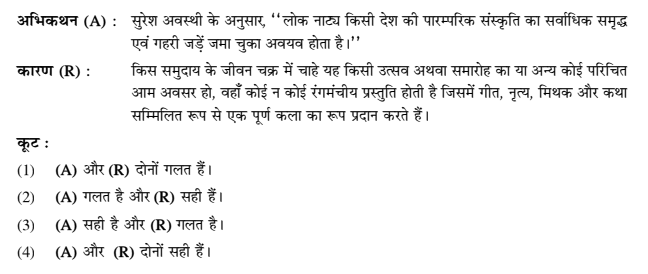 अभिकथन (A) : सुरेश अवस्थी के अनुसार, ‘‘लोक नाट्य किसी देश की पारम्परिक संस्कृति का सर्वाधिक समृद्ध
एवं गहरी जड़ें जमा चुका अवयव होता है।’’
कारण (R) : किस समुदाय के जीवन चक्र में चाहे यह किसी उत्सव अथवा समारोह का या अन्य कोई परिचित
आम अवसर हो, वहाँ कोई न कोई रंगमंचीय प्रस्तुति होती है जिसमें गीत, नृत्य, मिथक और कथा
सम्मिलित रूप से एक पूर्ण कला का रूप प्रदान करते हैं।
कूट :
(1) (A) और (R) दोनों गलत हैं।
(2) (A) गलत है और (R) सही हैं।
(3) (A) सही है और (R) गलत है।
(4) (A) और (R) दोनों सही हैं।